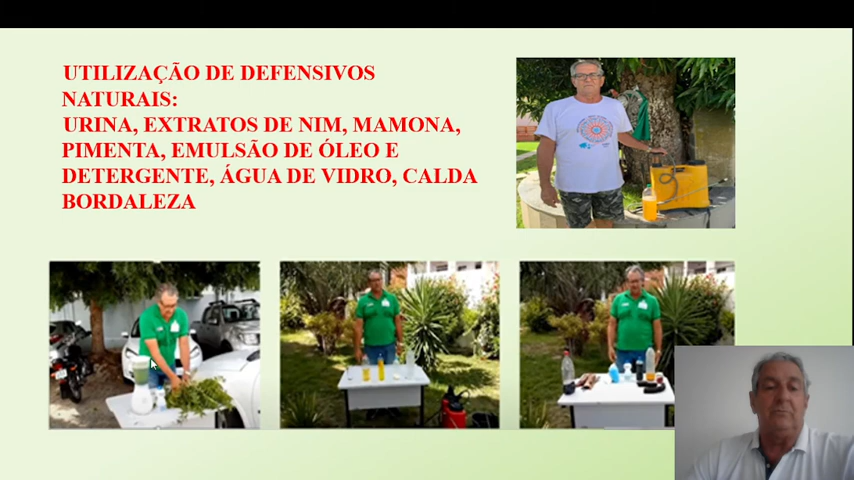 UTILIZAÇÃO DE DEFENSIVOS
NATURAIS:
URINA, EXTRATOS DE NIM, MAMONA,
PIMENTA, EMULSÃO DE ÓLEO E
DETERGENTE, ÁGUA DE VIDRO, CALDA
BORDALEZA